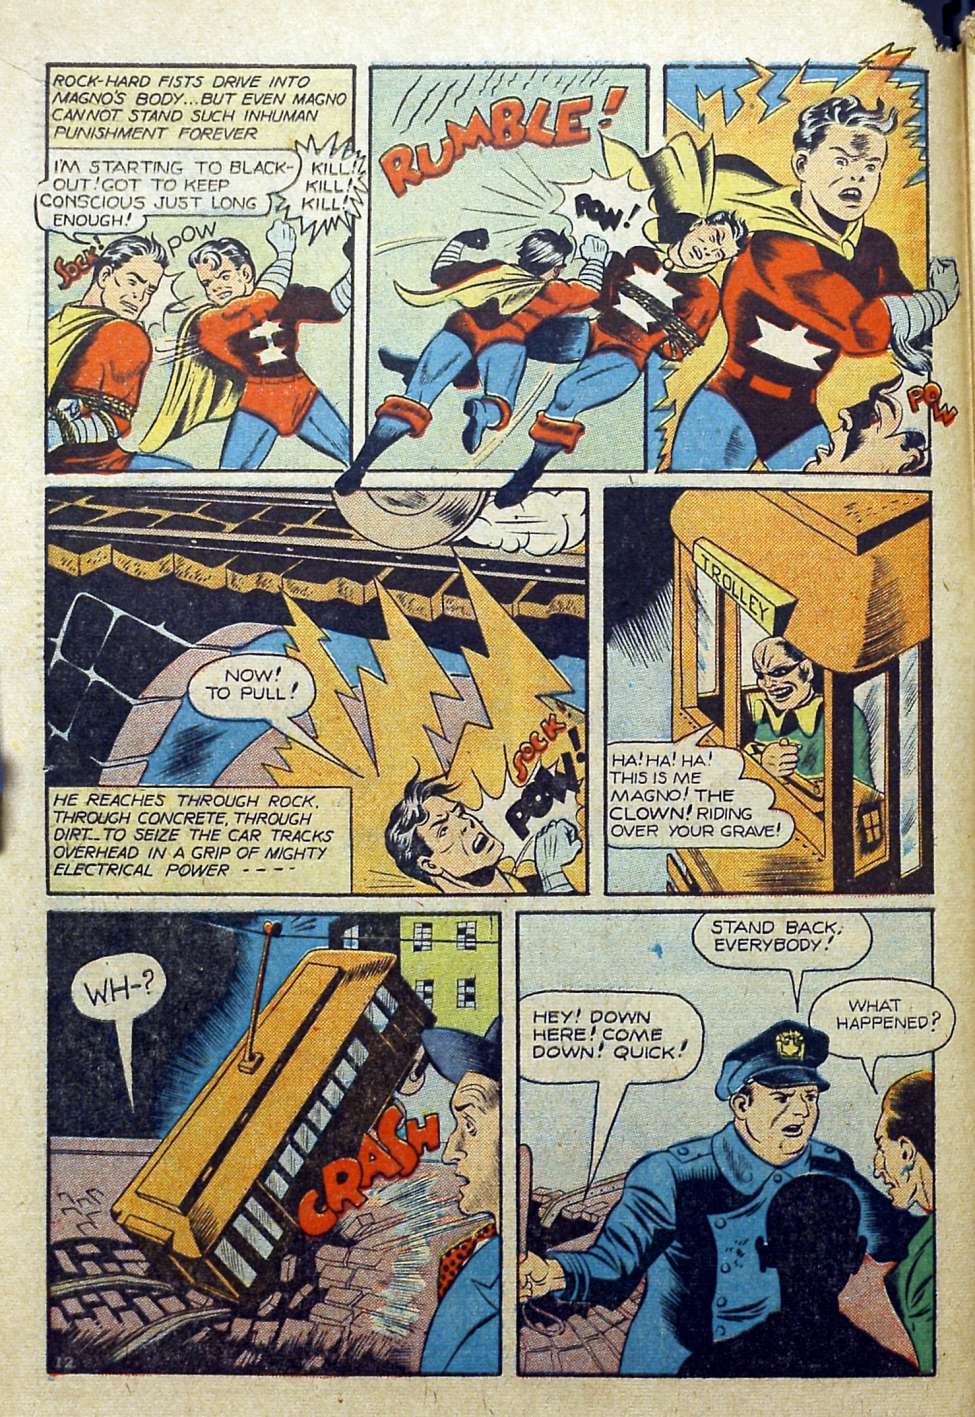 ROCK-HARD FISTS DRIVE INTO
MAGNO'S BODY...BUT EVEN MAGNO
CANNOT STAND SUCH INHUMAN
PUNISHMENT FOREVER
I'M STARTING TO BLACK-
OUT! GOT TO KEEP
CONSCIOUS JUST LONG
ENOUGH!
KILL!
KILL!
KILL!
SOCK!
POW
RUMBLE!
POW!
POW
NOW!
TO PULL!
SOCK!
POW!!
HE REACHES THROUGH ROCK,
THROUGH CONCRETE, THROUGH
DIRT--TO SEIZE THE CAR TRACKS
OVERHEAD IN A GRIP OF MIGHTY
ELECTRICAL POWER ----
TROLLEY
HA! HA! HA!
THIS IS ME
MAGNO! THE
CLOWN! RIDING
OVER YOUR GRAVE!
WH-?
CRASH
12
STAND BACK,
EVERYBODY!
HEY! DOWN
HERE! COME
DOWN! QUICK!
WHAT
HAPPENED?